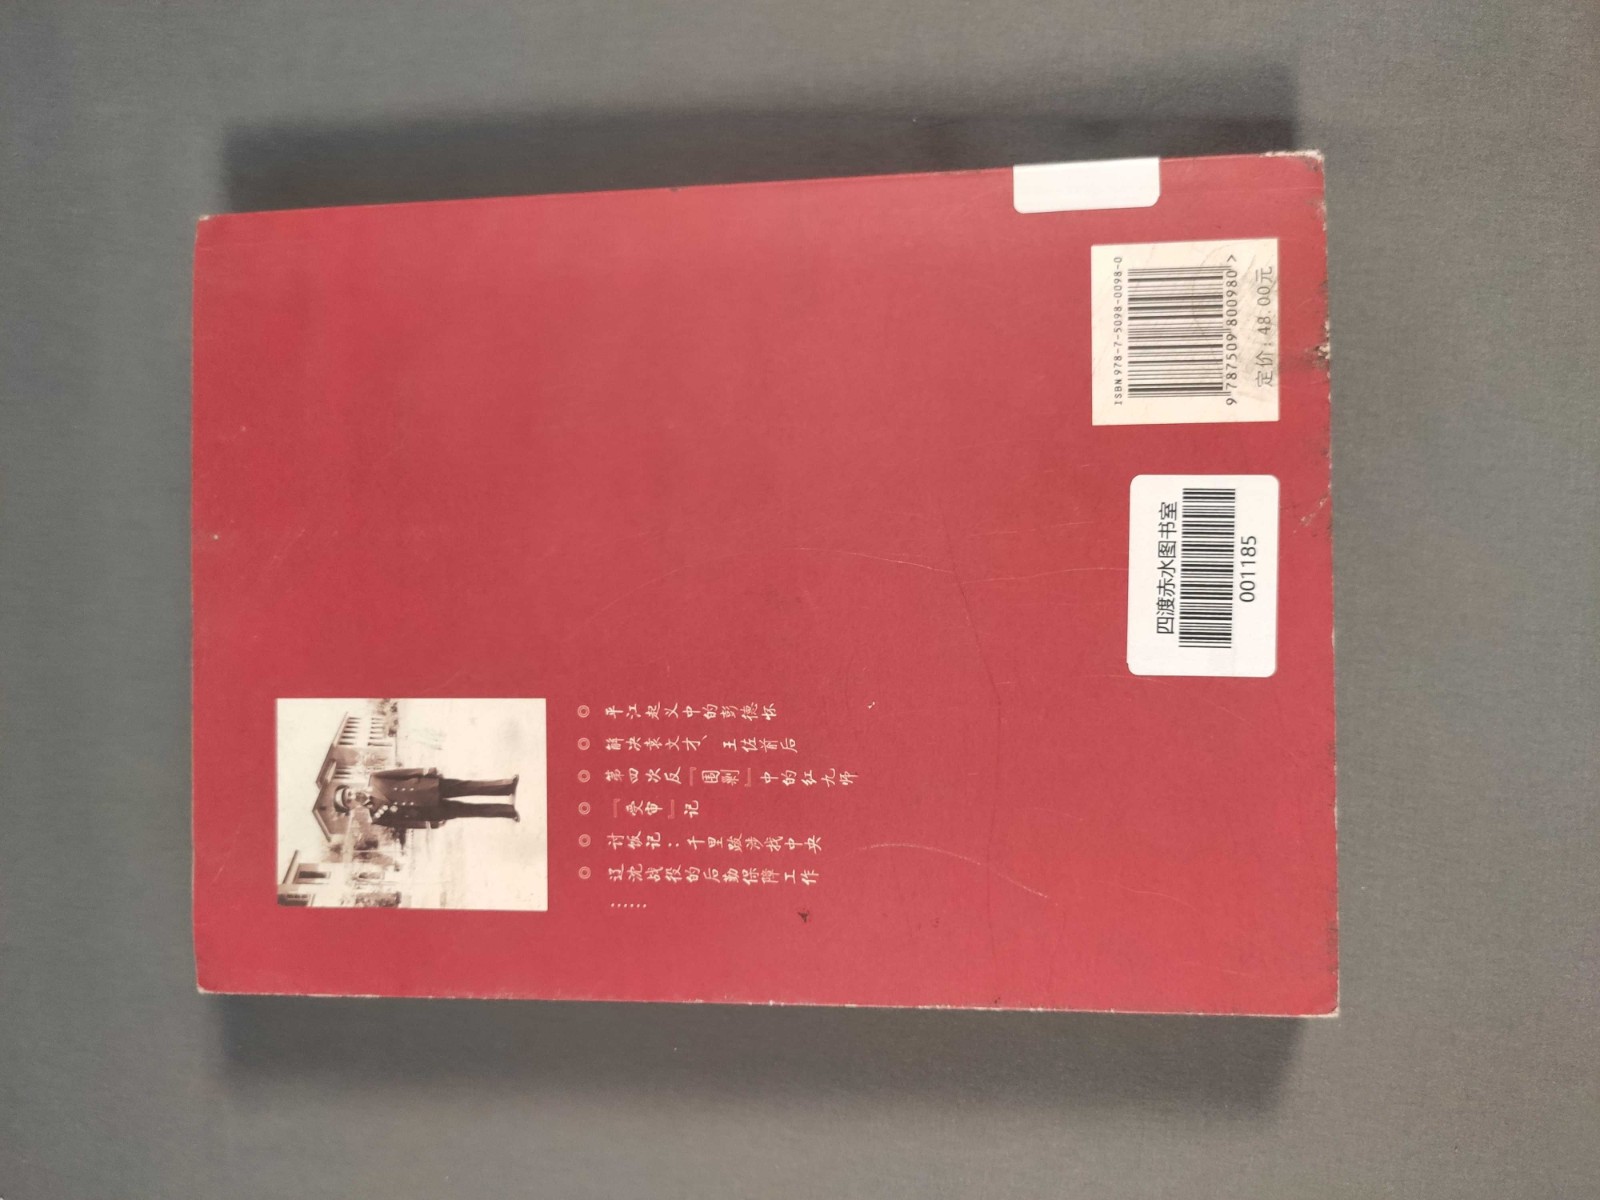 ◎ 平江起义中的彭德怀
◎ 解决袁文才、王佐前后
◎ 第四次反『围剿』中的红九师
◎ 『受审』记
◎ 讨饭记：千里跋涉找中央
◎ 辽沈战役的后勤保障工作
……
四渡赤水图书室
001185
ISBN 978-7-5098-0098-0
9 787509 800980 >
定价：48.00元